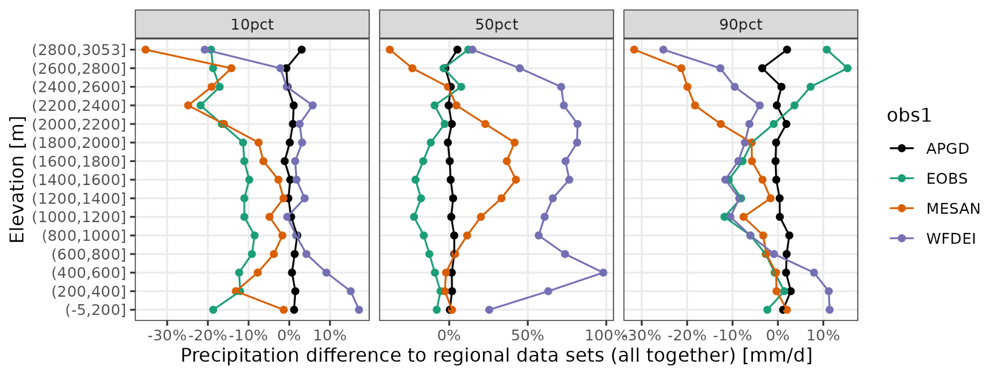 10pct 50pct 90pct
(2800,3053]
(2600,2800]
(2400,2600]
(2200,2400]
(2000,2200]
(1800,2000]
(1600,1800]
(1400,1600]
(1200,1400]
(1000,1200]
(800,1000]
(600,800]
(400,600]
(200,400]
(-5,200]
Elevation [m]
-30% -20% -10% 0% 10% 0% 50% 100% -30% -20% -10% 0% 10%
Precipitation difference to regional data sets (all together) [mm/d]
obs1
APGD
EOBS
MESAN
WFDEI